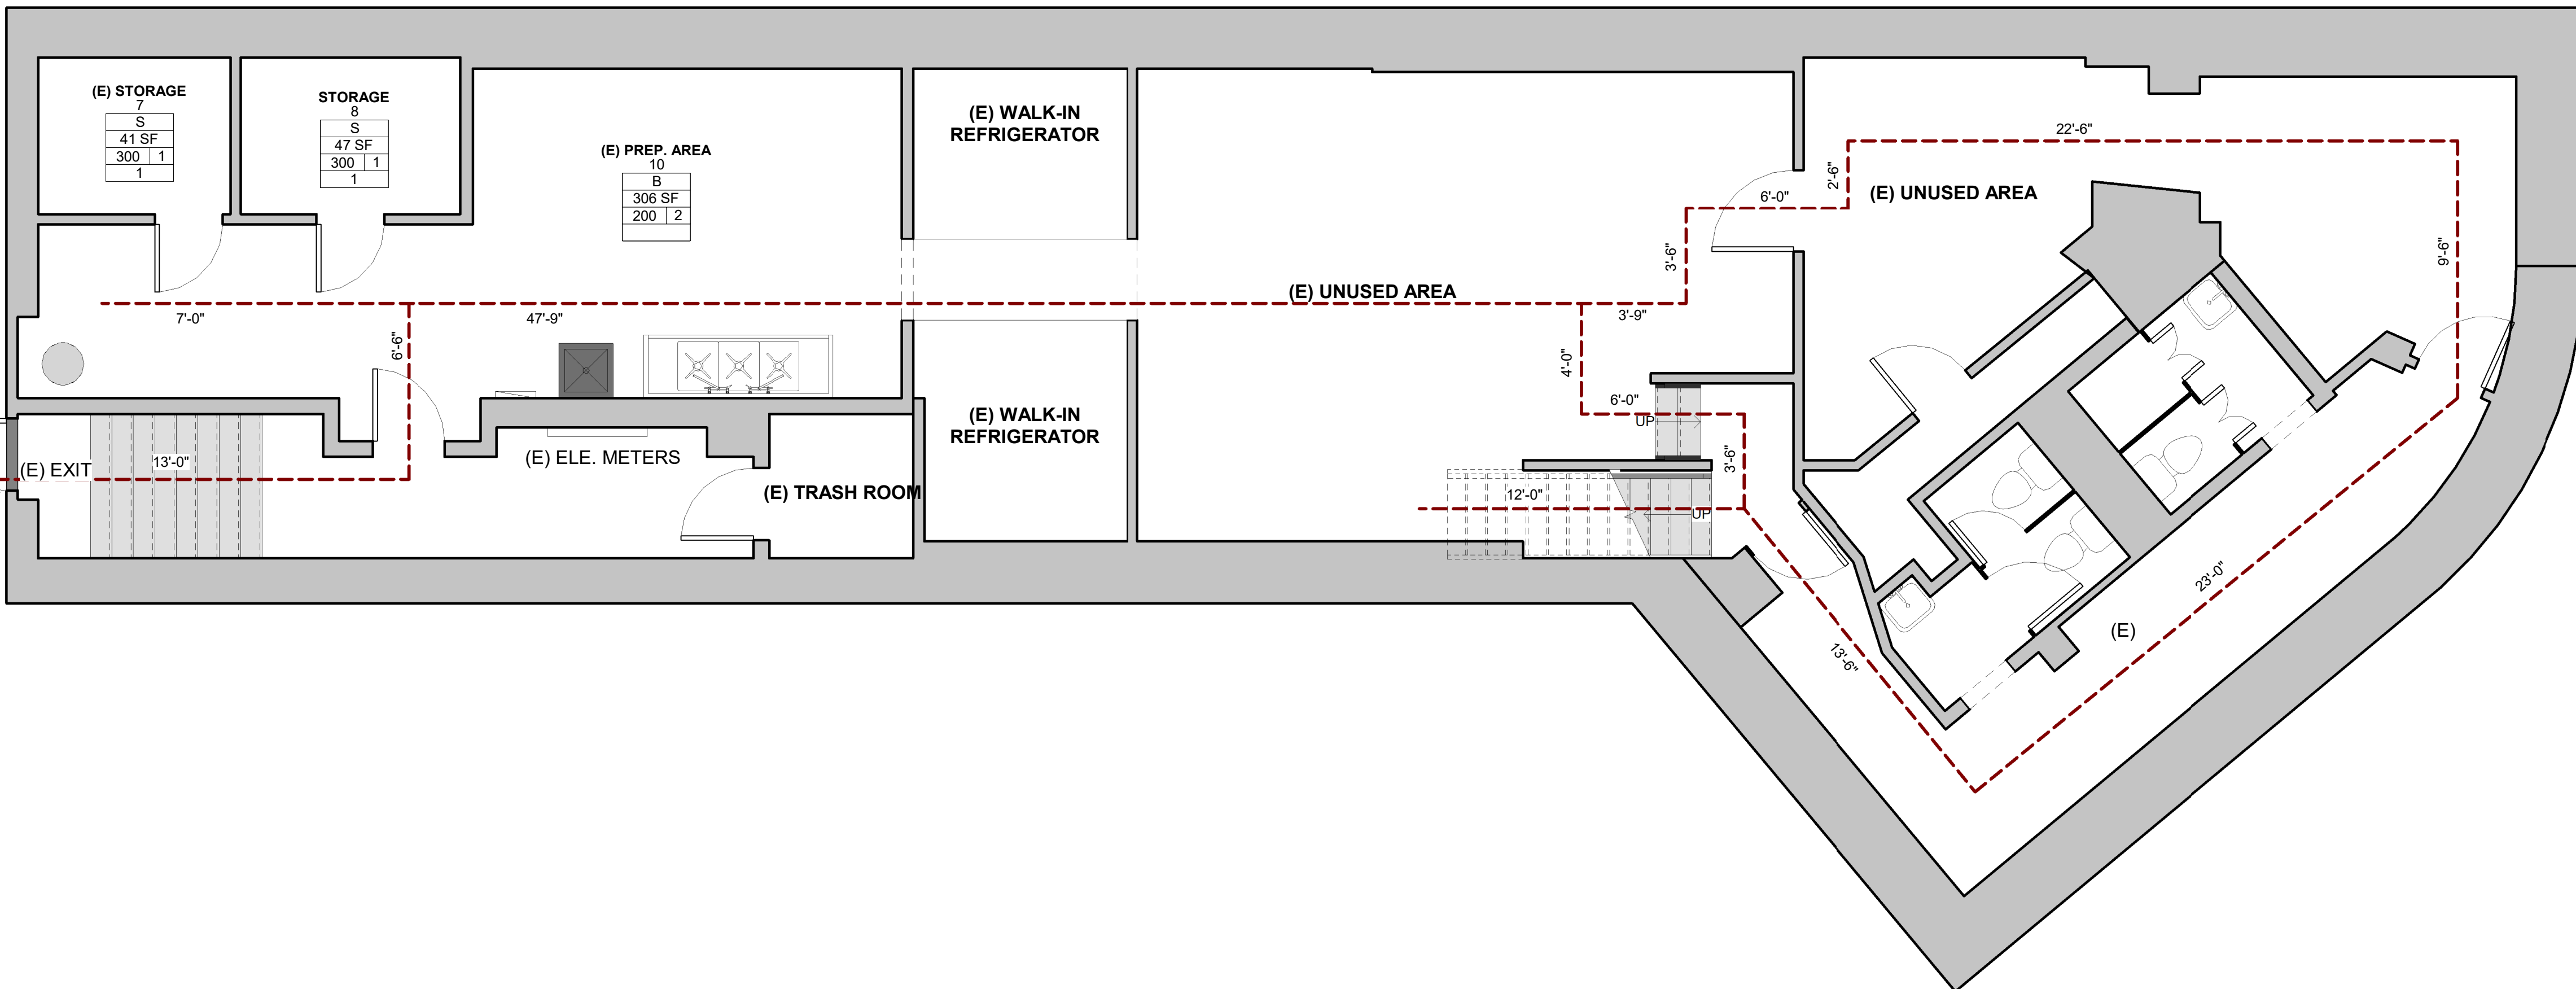 (E) STORAGE
7
S
41 SF
300 1
1
STORAGE
8
S
47 SF
300 1
1
(E) PREP. AREA
10
B
306 SF
200 2
(E) WALK-IN
REFRIGERATOR
22'-6"
2'-6"
6'-0"
(E) UNUSED AREA
9'-6"
3'-6"
(E) UNUSED AREA
7'-0"
47'-9"
3'-9"
6'-6"
4'-0"
6'-0"
UP
(E) WALK-IN
REFRIGERATOR
(E) EXIT
13'-0"
(E) ELE. METERS
(E) TRASH ROOM
3'-6"
12'-0"
UP
23'-0"
(E)
13'-6"